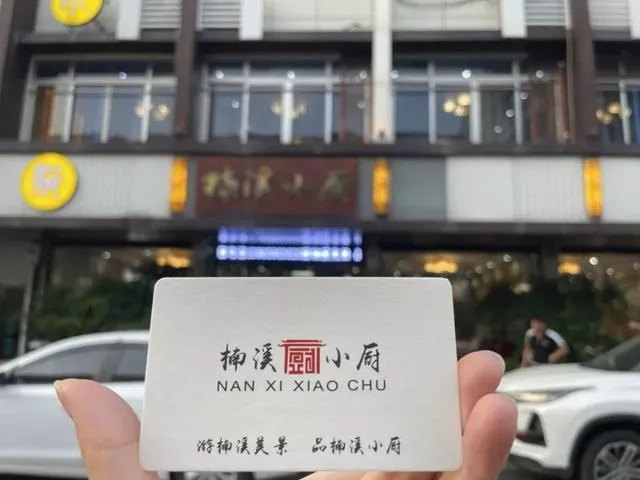 楠溪小厨
楠溪 廚 小厨
NAN XI XIAO CHU
游楠溪美景 品楠溪小厨